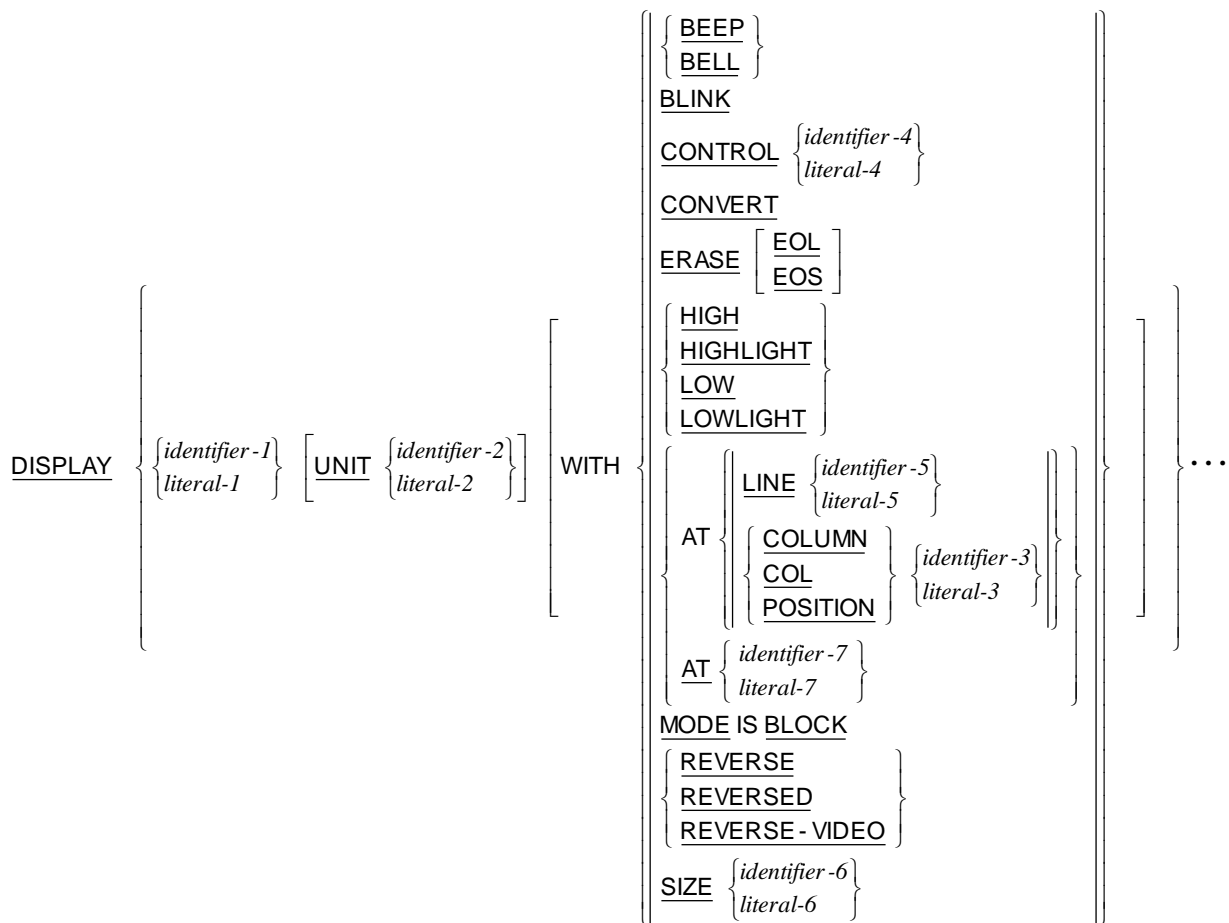 BEEP
BELL
BLINK
CONTROL identifier-4
literal-4
CONVERT
ERASE EOL
EOS
HIGH
HIGHLIGHT
LOW
LOWLIGHT
DISPLAY identifier-1 UNIT identifier-2 WITH
literal-1 literal-2
AT LINE identifier-5
literal-5
COLUMN
COL identifier-3
POSITION literal-3
AT identifier-7
literal-7
MODE IS BLOCK
REVERSE
REVERSED
REVERSE-VIDEO
SIZE identifier-6
literal-6
...